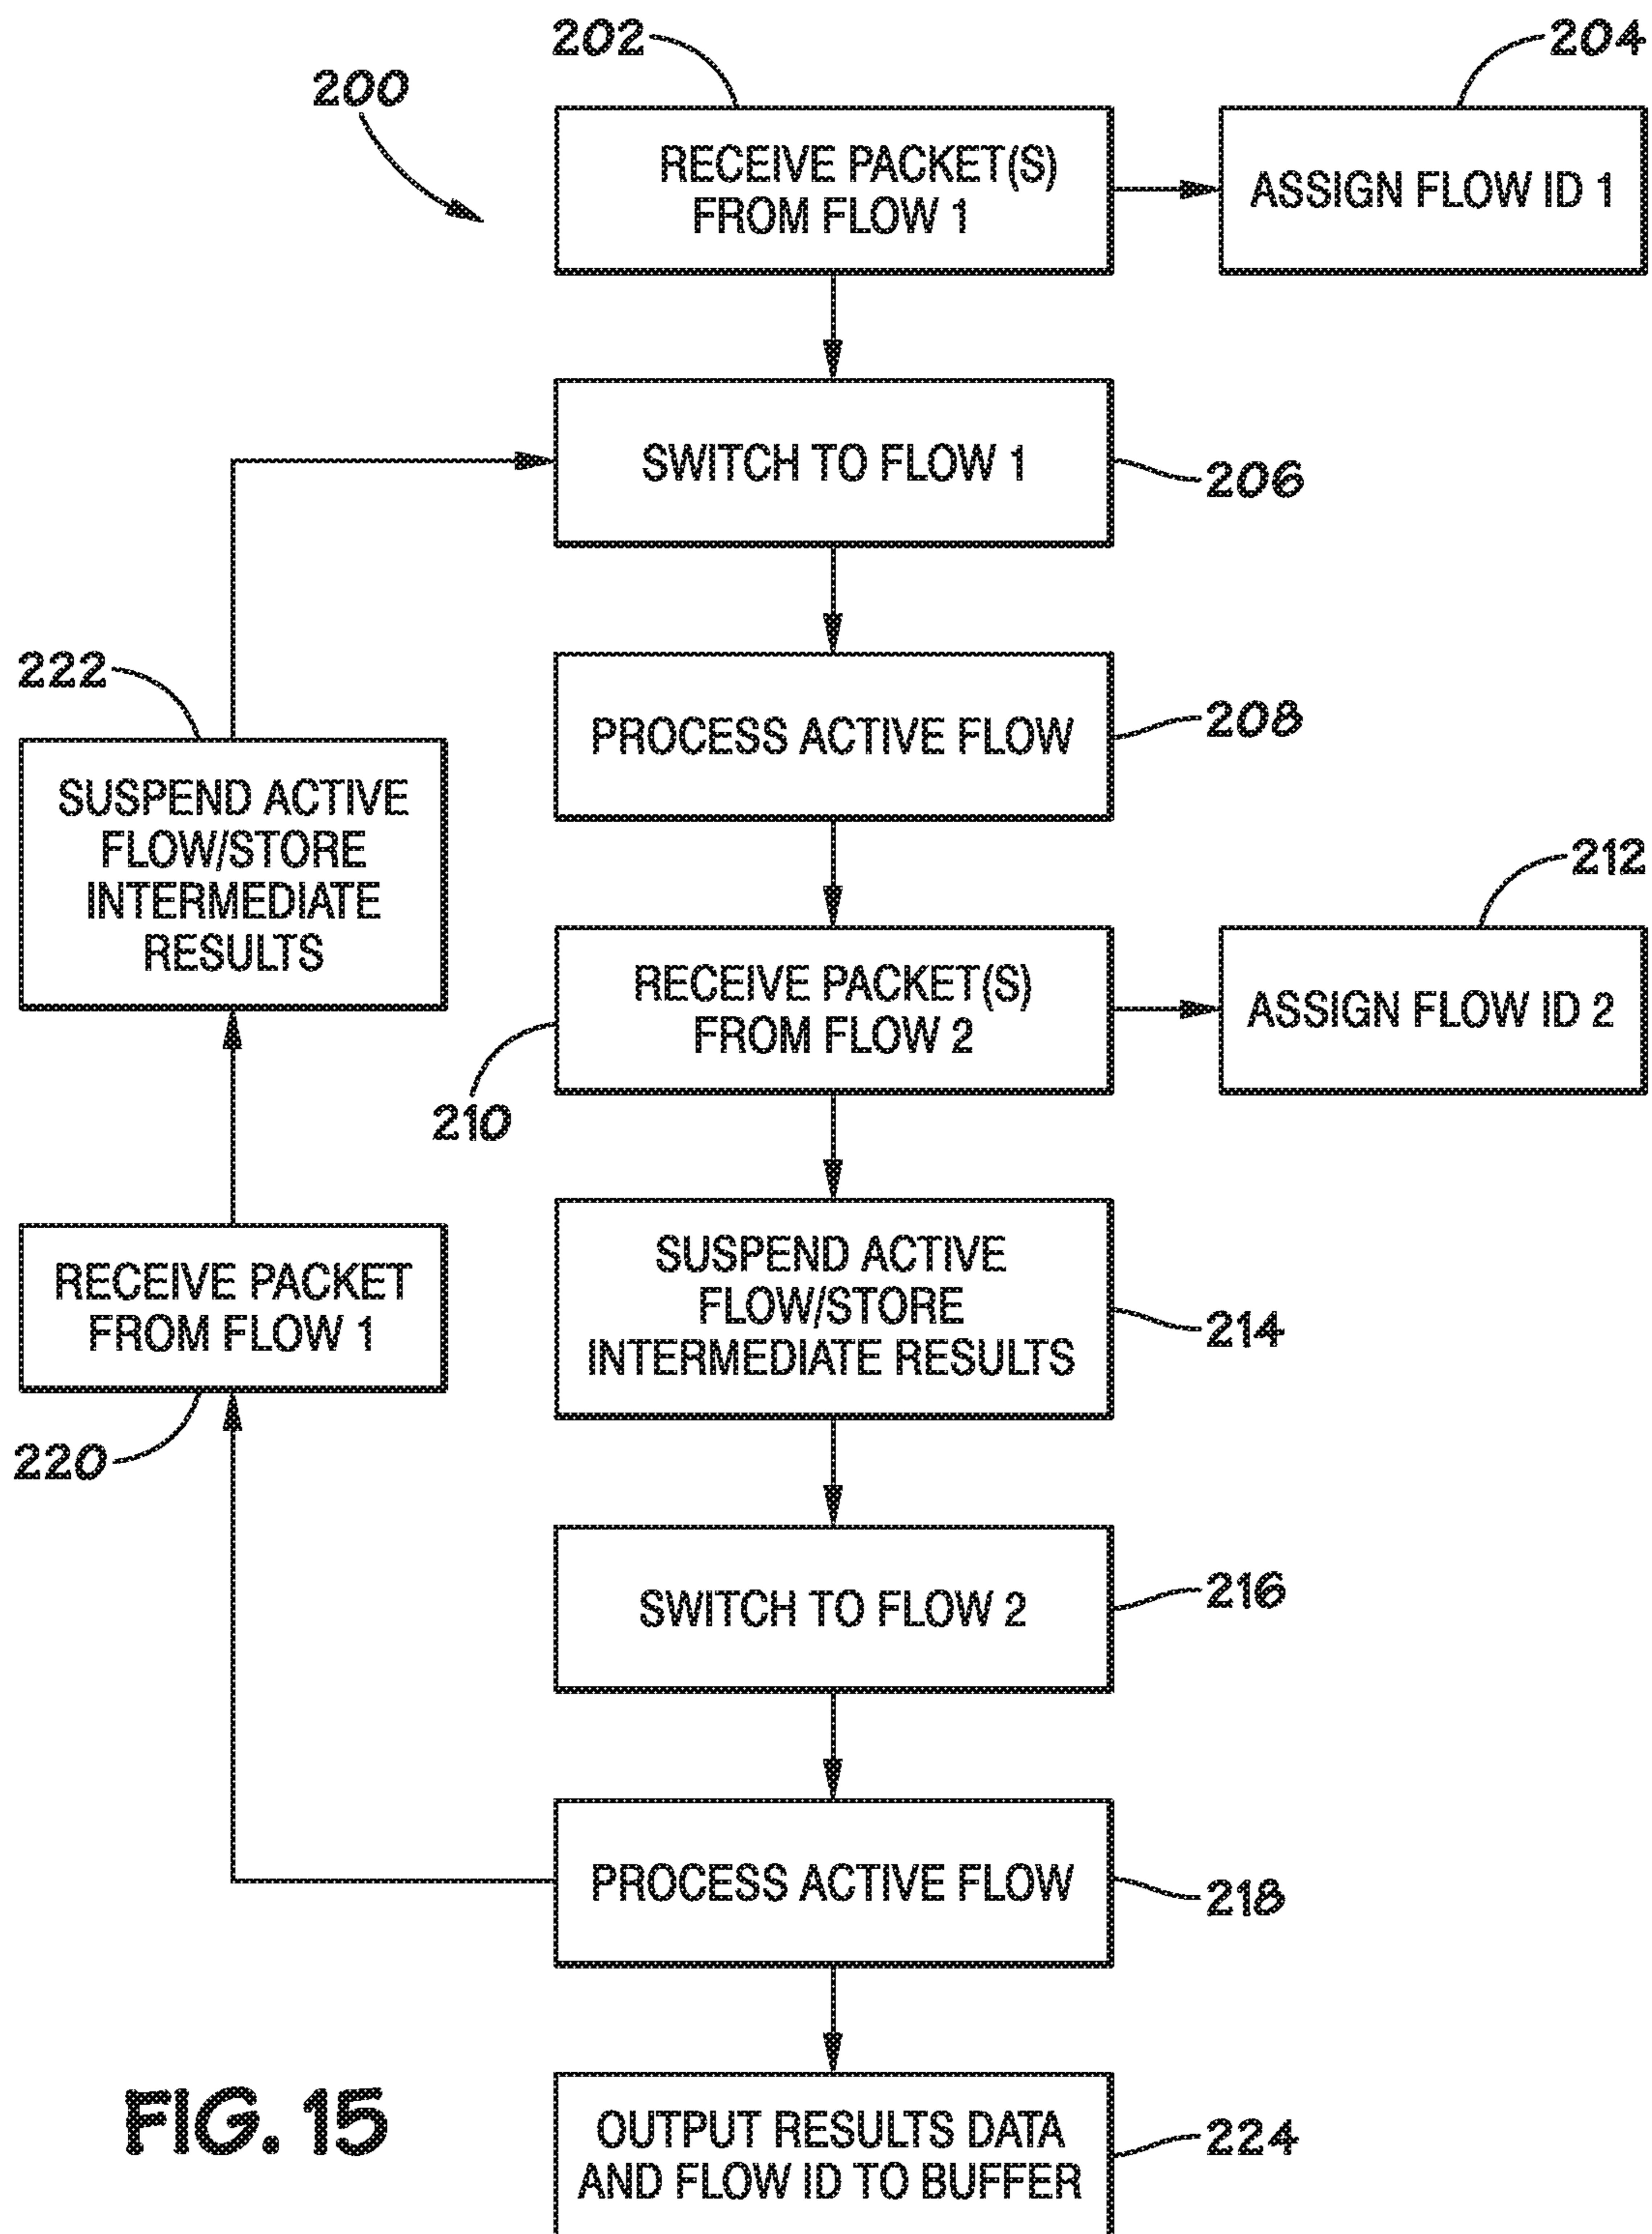 202
204
200
RECEIVE PACKET(S)
FROM FLOW 1
ASSIGN FLOW ID 1
SWITCH TO FLOW 1
206
222
PROCESS ACTIVE FLOW
208
SUSPEND ACTIVE
FLOW/STORE
INTERMEDIATE
RESULTS
212
RECEIVE PACKET(S)
FROM FLOW 2
ASSIGN FLOW ID 2
210
SUSPEND ACTIVE
FLOW/STORE
INTERMEDIATE RESULTS
214
RECEIVE PACKET
FROM FLOW 1
220
SWITCH TO FLOW 2
216
PROCESS ACTIVE FLOW
218
OUTPUT RESULTS DATA
AND FLOW ID TO BUFFER
224
FIG. 15